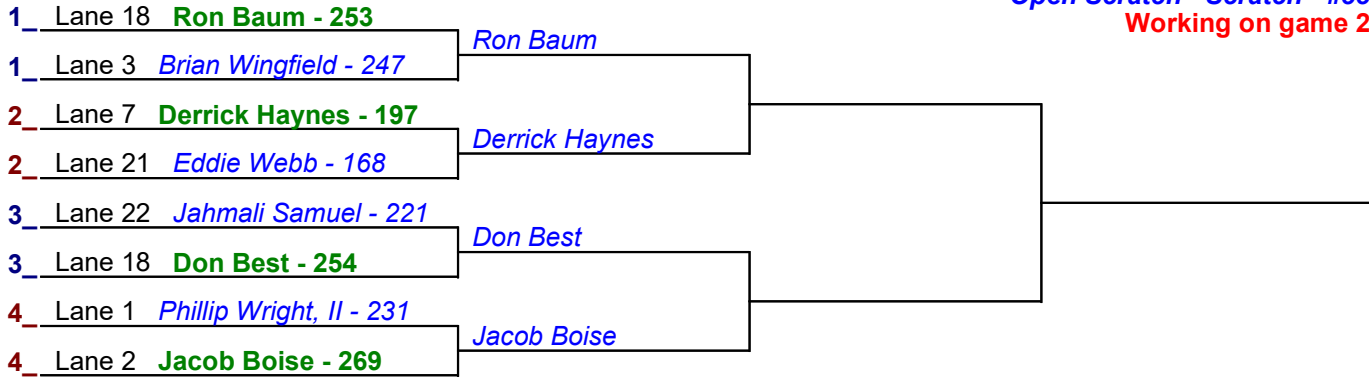 1_ Lane 18 Ron Baum - 253
Working on game 2
Ron Baum
1_ Lane 3 Brian Wingfield - 247
2_ Lane 7 Derrick Haynes - 197
Derrick Haynes
2_ Lane 21 Eddie Webb - 168
3_ Lane 22 Jahmali Samuel - 221
Don Best
3_ Lane 18 Don Best - 254
4_ Lane 1 Phillip Wright, II - 231
Jacob Boise
4_ Lane 2 Jacob Boise - 269